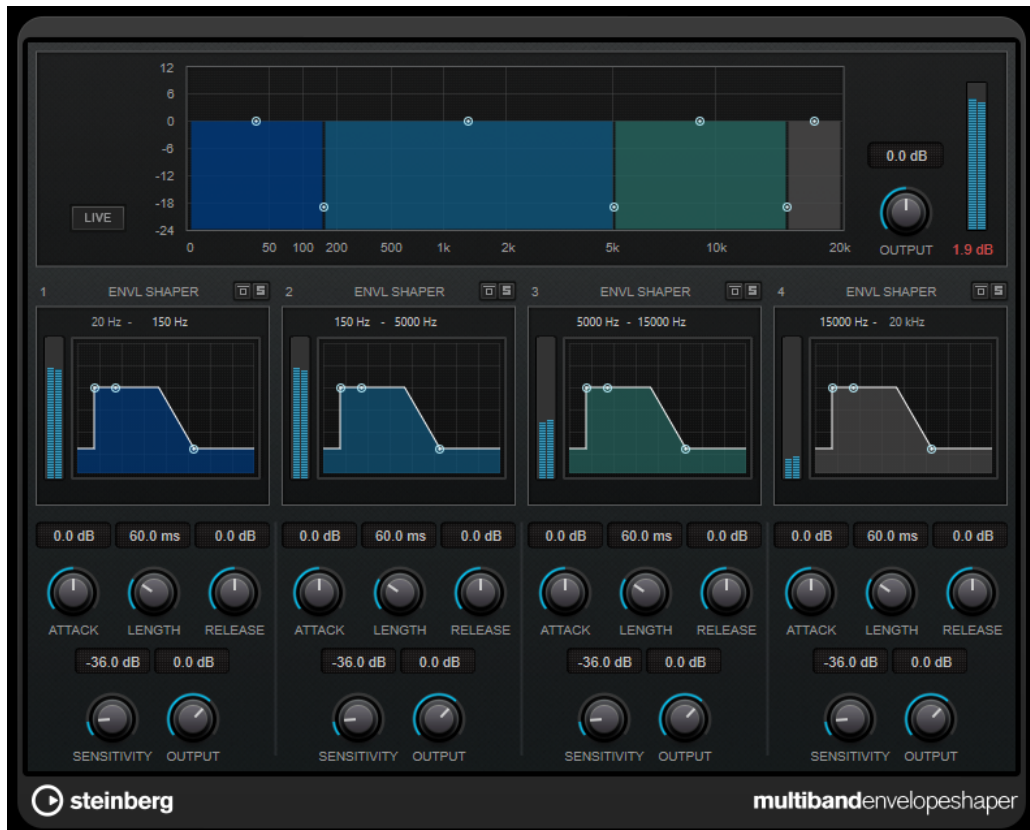 12
6
0
-6
-12
-18
-24
LIVE
0 50 100 200 500 1k 2k 5k 10k 20k
0.0 dB
OUTPUT 1.9 dB
1 ENVL SHAPER S 2 ENVL SHAPER S 3 ENVL SHAPER S 4 ENVL SHAPER S
20 Hz - 150 Hz 150 Hz - 5000 Hz 5000 Hz - 15000 Hz 15000 Hz - 20 kHz
0.0 dB 60.0 ms 0.0 dB 0.0 dB 60.0 ms 0.0 dB 0.0 dB 60.0 ms 0.0 dB 0.0 dB 60.0 ms 0.0 dB
ATTACK LENGTH RELEASE ATTACK LENGTH RELEASE ATTACK LENGTH RELEASE ATTACK LENGTH RELEASE
-36.0 dB 0.0 dB -36.0 dB 0.0 dB -36.0 dB 0.0 dB -36.0 dB 0.0 dB
SENSITIVITY OUTPUT SENSITIVITY OUTPUT SENSITIVITY OUTPUT SENSITIVITY OUTPUT
steinberg multibandenvelopeshaper